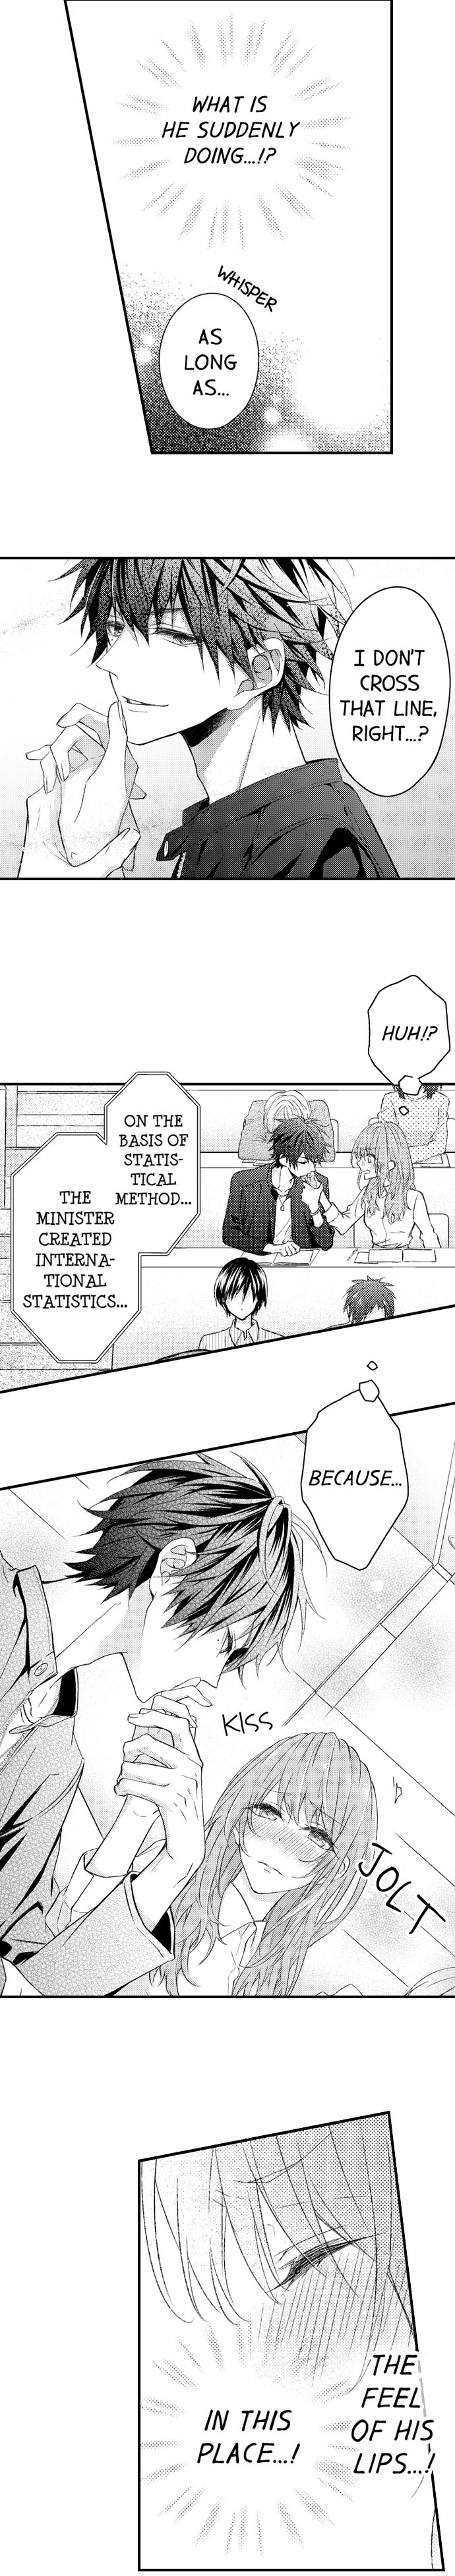 WHAT IS
HE SUDDENLY
DOING...!?
WHISPER
AS
LONG
AS...
I DON'T
CROSS
THAT LINE,
RIGHT...?
HUH!?
ON THE
BASIS OF
STATIS-
TICAL
METHOD...
THE
MINISTER
CREATED
INTERNA-
TIONAL
STATISTICS...
BECAUSE...
KISS
JOLT
THE
FEEL
OF HIS
LIPS...!
IN THIS
PLACE...!